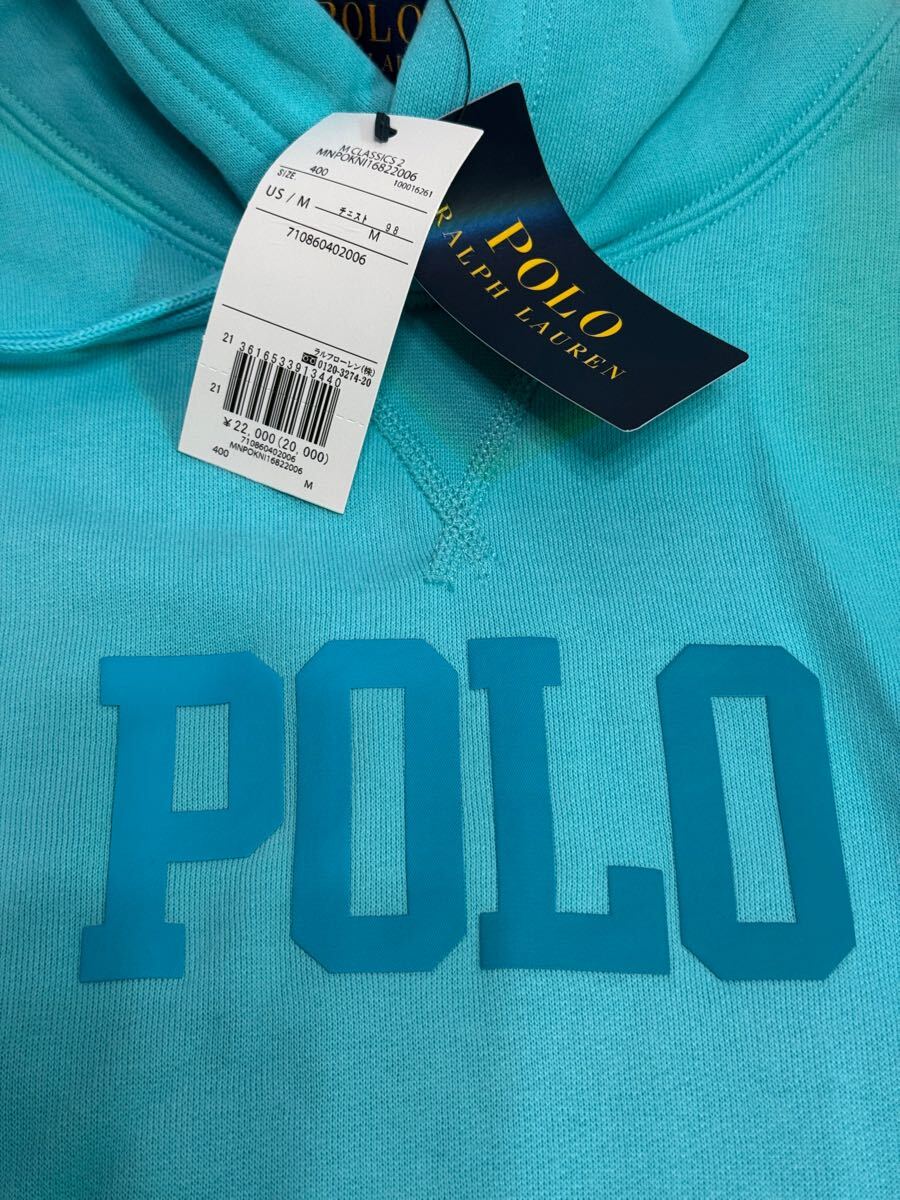 POLO
M CLASSICS 2
MNPOKNI16822006
SIZE 400 100016261
US / M チェスト 98
M
710860402006
POLO
RALPH LAUREN
ラルフローレン(株)
0120-3274-20
21 3616533913440
21
¥22,000(20,000)
710860402006
MNPOKNI16822006
400 M
POLO